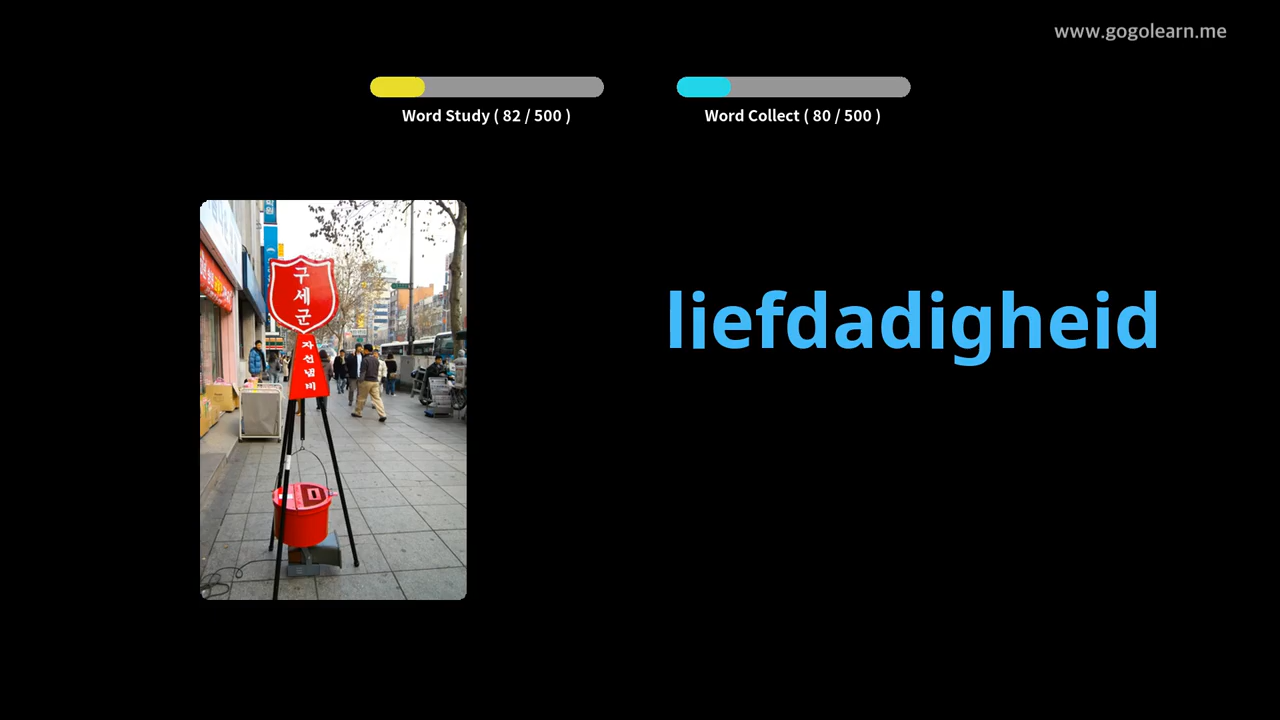 www.gogolearn.me
Word Study ( 82 / 500 )
Word Collect ( 80 / 500 )
구세군
자선냄비
liefdadigheid